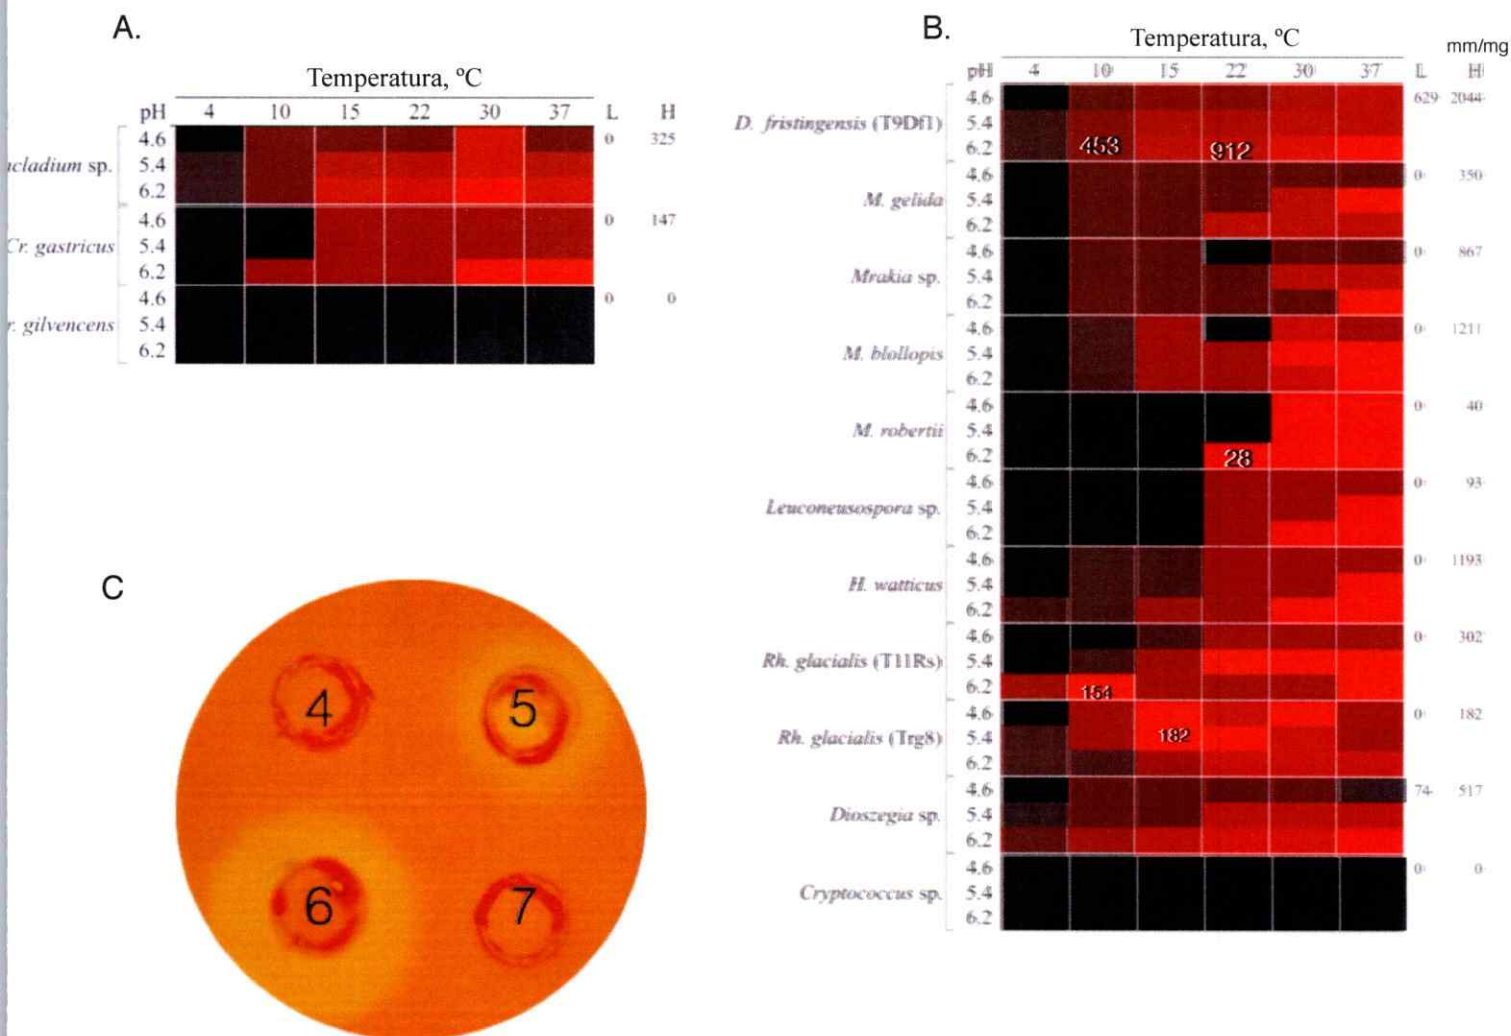 A.
Temperatura, ºC
pH 4 10 15 22 30 37 L H
4.6 0 325
cladium sp. 5.4
6.2
4.6 0 147
Cr. gastricus 5.4
6.2
4.6 0 0
r. gilvencens 5.4
6.2
B.
Temperatura, ºC
mm/mg
pH 4 10 15 22 30 37 L H
4.6 629 2044
D. fristingensis (T9Df1) 5.4
6.2 453 912
4.6 0 350
M. gelida 5.4
6.2
4.6 0 867
Mrakia sp. 5.4
6.2
4.6 0 1211
M. blollopis 5.4
6.2
4.6 0 40
M. robertii 5.4
6.2 28
4.6 0 93
Leuconeusospora sp. 5.4
6.2
4.6 0 1193
H. watticus 5.4
6.2
4.6 0 302
Rh. glacialis (T11Rs) 5.4
6.2 154
4.6 0 182
Rh. glacialis (Trg8) 5.4 182
6.2
4.6 74 517
Dioszegia sp. 5.4
6.2
4.6 0 0
Cryptococcus sp. 5.4
6.2
C
4 5
6 7